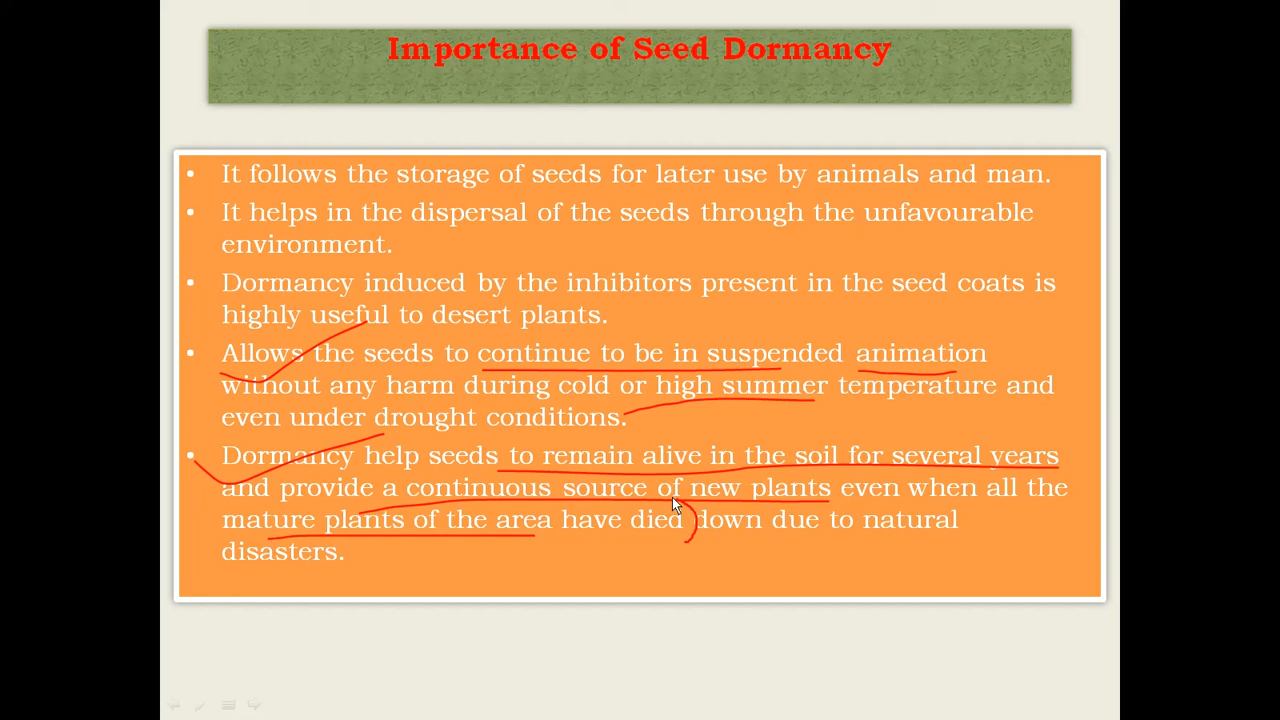 Importance of Seed Dormancy
• It follows the storage of seeds for later use by animals and man.
• It helps in the dispersal of the seeds through the unfavourable
environment.
• Dormancy induced by the inhibitors present in the seed coats is
highly useful to desert plants.
• Allows the seeds to continue to be in suspended animation
without any harm during cold or high summer temperature and
even under drought conditions.
• Dormancy help seeds to remain alive in the soil for several years
and provide a continuous source of new plants even when all the
mature plants of the area have died down due to natural
disasters.